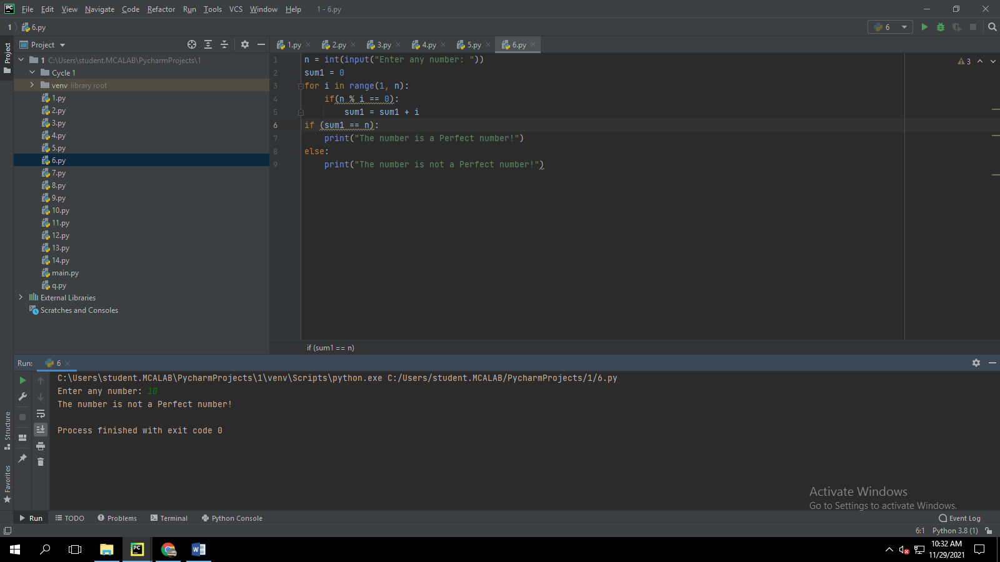 File Edit View Navigate Code Refactor Run Tools VCS Window Help 1 - 6.py
1 6.py
6
Project
1.py 2.py 3.py 4.py 5.py 6.py
Project
1 C:\Users\student.MCALAB\PycharmProjects\1
Cycle 1
venv library root
1.py
2.py
3.py
4.py
5.py
6.py
7.py
8.py
9.py
10.py
11.py
12.py
13.py
14.py
main.py
q.py
External Libraries
Scratches and Consoles
1 n = int(input("Enter any number: "))
2 sum1 = 0
3 for i in range(1, n):
4 if(n % i == 0):
5 sum1 = sum1 + i
6 if (sum1 == n):
7 print("The number is a Perfect number!")
8 else:
9 print("The number is not a Perfect number!")
3
if (sum1 == n)
Run: 6
C:\Users\student.MCALAB\PycharmProjects\1\venv\Scripts\python.exe C:/Users/student.MCALAB/PycharmProjects/1/6.py
Enter any number: 10
The number is not a Perfect number!
Process finished with exit code 0
Structure
Favorites
Activate Windows
Go to Settings to activate Windows.
Run TODO Problems Terminal Python Console Event Log
6:1 Python 3.8 (1)
10:32 AM
11/29/2021